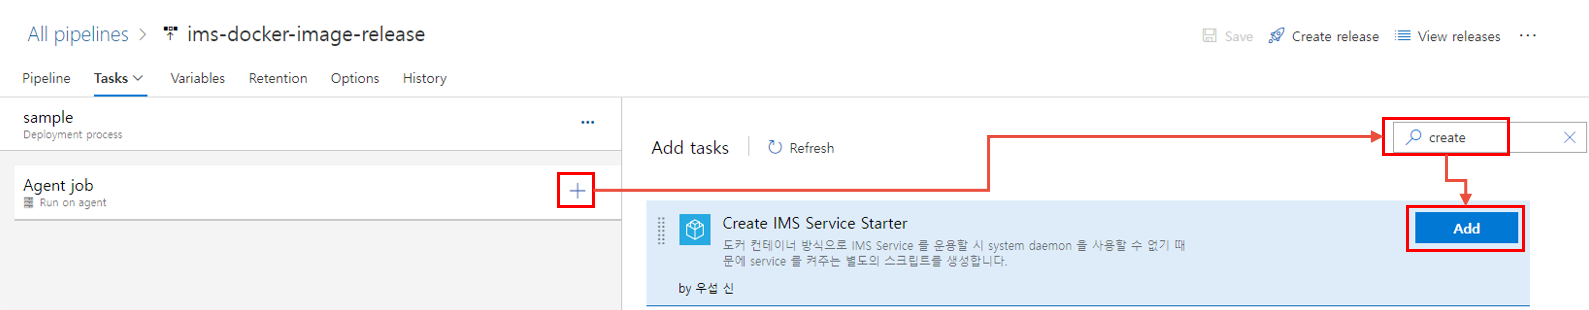 All pipelines > ims-docker-image-release
Save Create release View releases ...
Pipeline Tasks Variables Retention Options History
sample
Deployment process
...
Add tasks Refresh
create
Agent job
Run on agent
Create IMS Service Starter
Add
도커 컨테이너 방식으로 IMS Service 를 운용할 시 system daemon 을 사용할 수 없기 때
문에 service 를 켜주는 별도의 스크립트를 생성합니다.
by 우섭 신